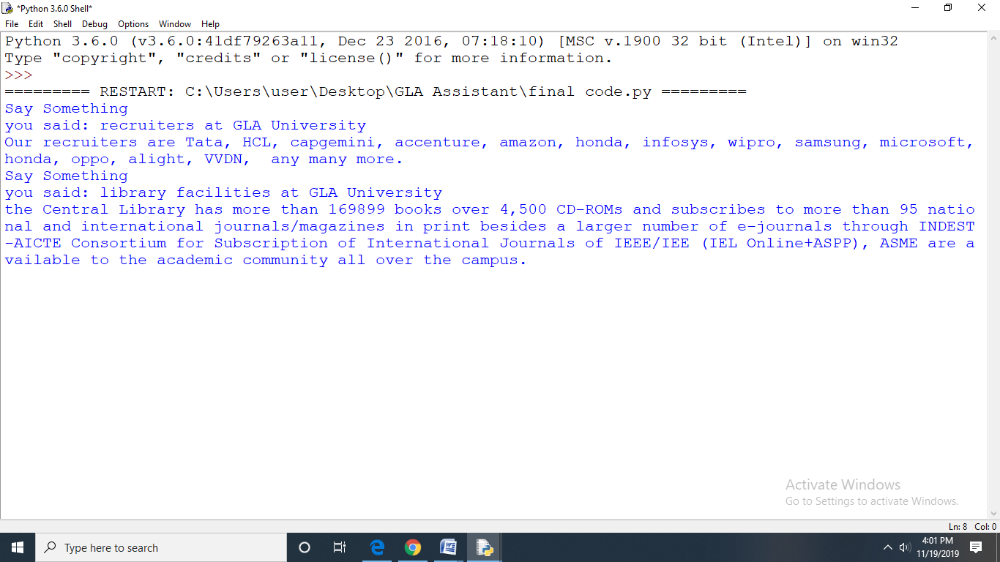 *Python 3.6.0 Shell*
File Edit Shell Debug Options Window Help
Python 3.6.0 (v3.6.0:41df79263a11, Dec 23 2016, 07:18:10) [MSC v.1900 32 bit (Intel)] on win32
Type "copyright", "credits" or "license()" for more information.
>>>
========= RESTART: C:\Users\user\Desktop\GLA Assistant\final code.py =========
Say Something
you said: recruiters at GLA University
Our recruiters are Tata, HCL, capgemini, accenture, amazon, honda, infosys, wipro, samsung, microsoft,
honda, oppo, alight, VVDN,  any many more.
Say Something
you said: library facilities at GLA University
the Central Library has more than 169899 books over 4,500 CD-ROMs and subscribes to more than 95 natio
nal and international journals/magazines in print besides a larger number of e-journals through INDEST
-AICTE Consortium for Subscription of International Journals of IEEE/IEE (IEL Online+ASPP), ASME are a
vailable to the academic community all over the campus.
Activate Windows
Go to Settings to activate Windows.
Ln: 8 Col: 0
Type here to search
4:01 PM
11/19/2019